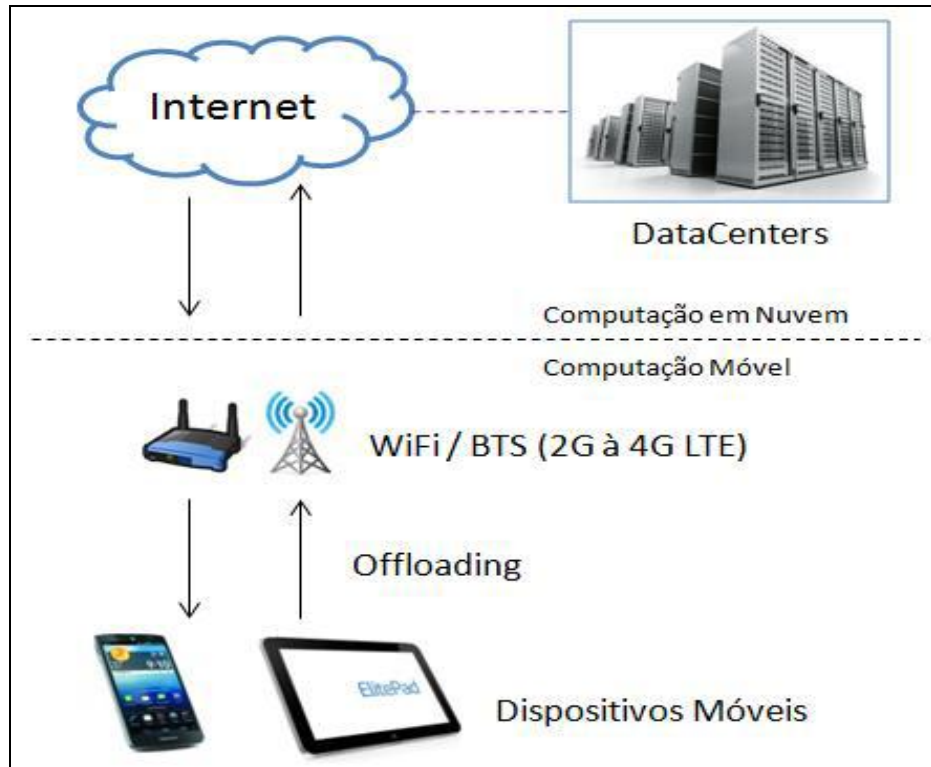 Internet
DataCenters
Computação em Nuvem
Computação Móvel
WiFi / BTS (2G à 4G LTE)
Offloading
ElitePad
Dispositivos Móveis